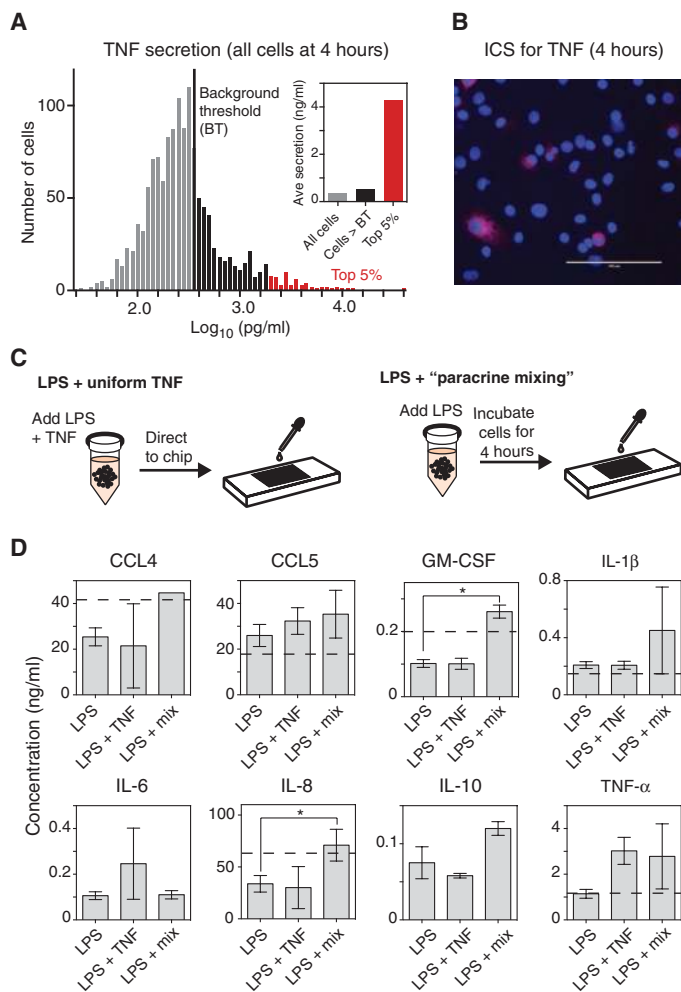 A
TNF secretion (all cells at 4 hours)
Number of cells
100
50
0
2.0
3.0
4.0
Log10 (pg/ml)
Background
threshold
(BT)
Top 5%
Ave secretion (ng/ml)
4
2
0
All cells
Cells > BT
Top 5%
B
ICS for TNF (4 hours)
C
LPS + uniform TNF
Add LPS
+ TNF
Direct
to chip
LPS + “paracrine mixing”
Add LPS
Incubate
cells for
4 hours
D
Concentration (ng/ml)
CCL4
40
20
0
LPS
LPS + TNF
LPS + mix
CCL5
40
20
0
LPS
LPS + TNF
LPS + mix
GM-CSF
*
0.2
0
LPS
LPS + TNF
LPS + mix
IL-1β
0.8
0.4
0
LPS
LPS + TNF
LPS + mix
IL-6
0.4
0.2
0
LPS
LPS + TNF
LPS + mix
IL-8
*
100
50
0
LPS
LPS + TNF
LPS + mix
IL-10
0.1
0
LPS
LPS + TNF
LPS + mix
TNF-α
4
2
0
LPS
LPS + TNF
LPS + mix